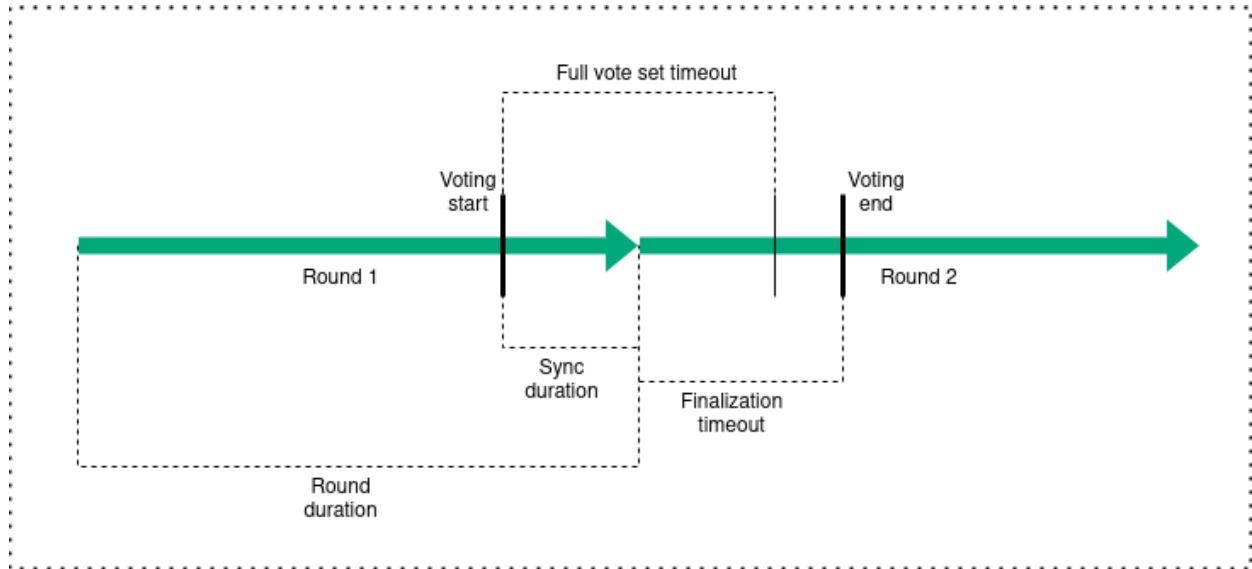 Full vote set timeout
Voting
start
Voting
end
Round 1
Round 2
Sync
duration
Finalization
timeout
Round
duration